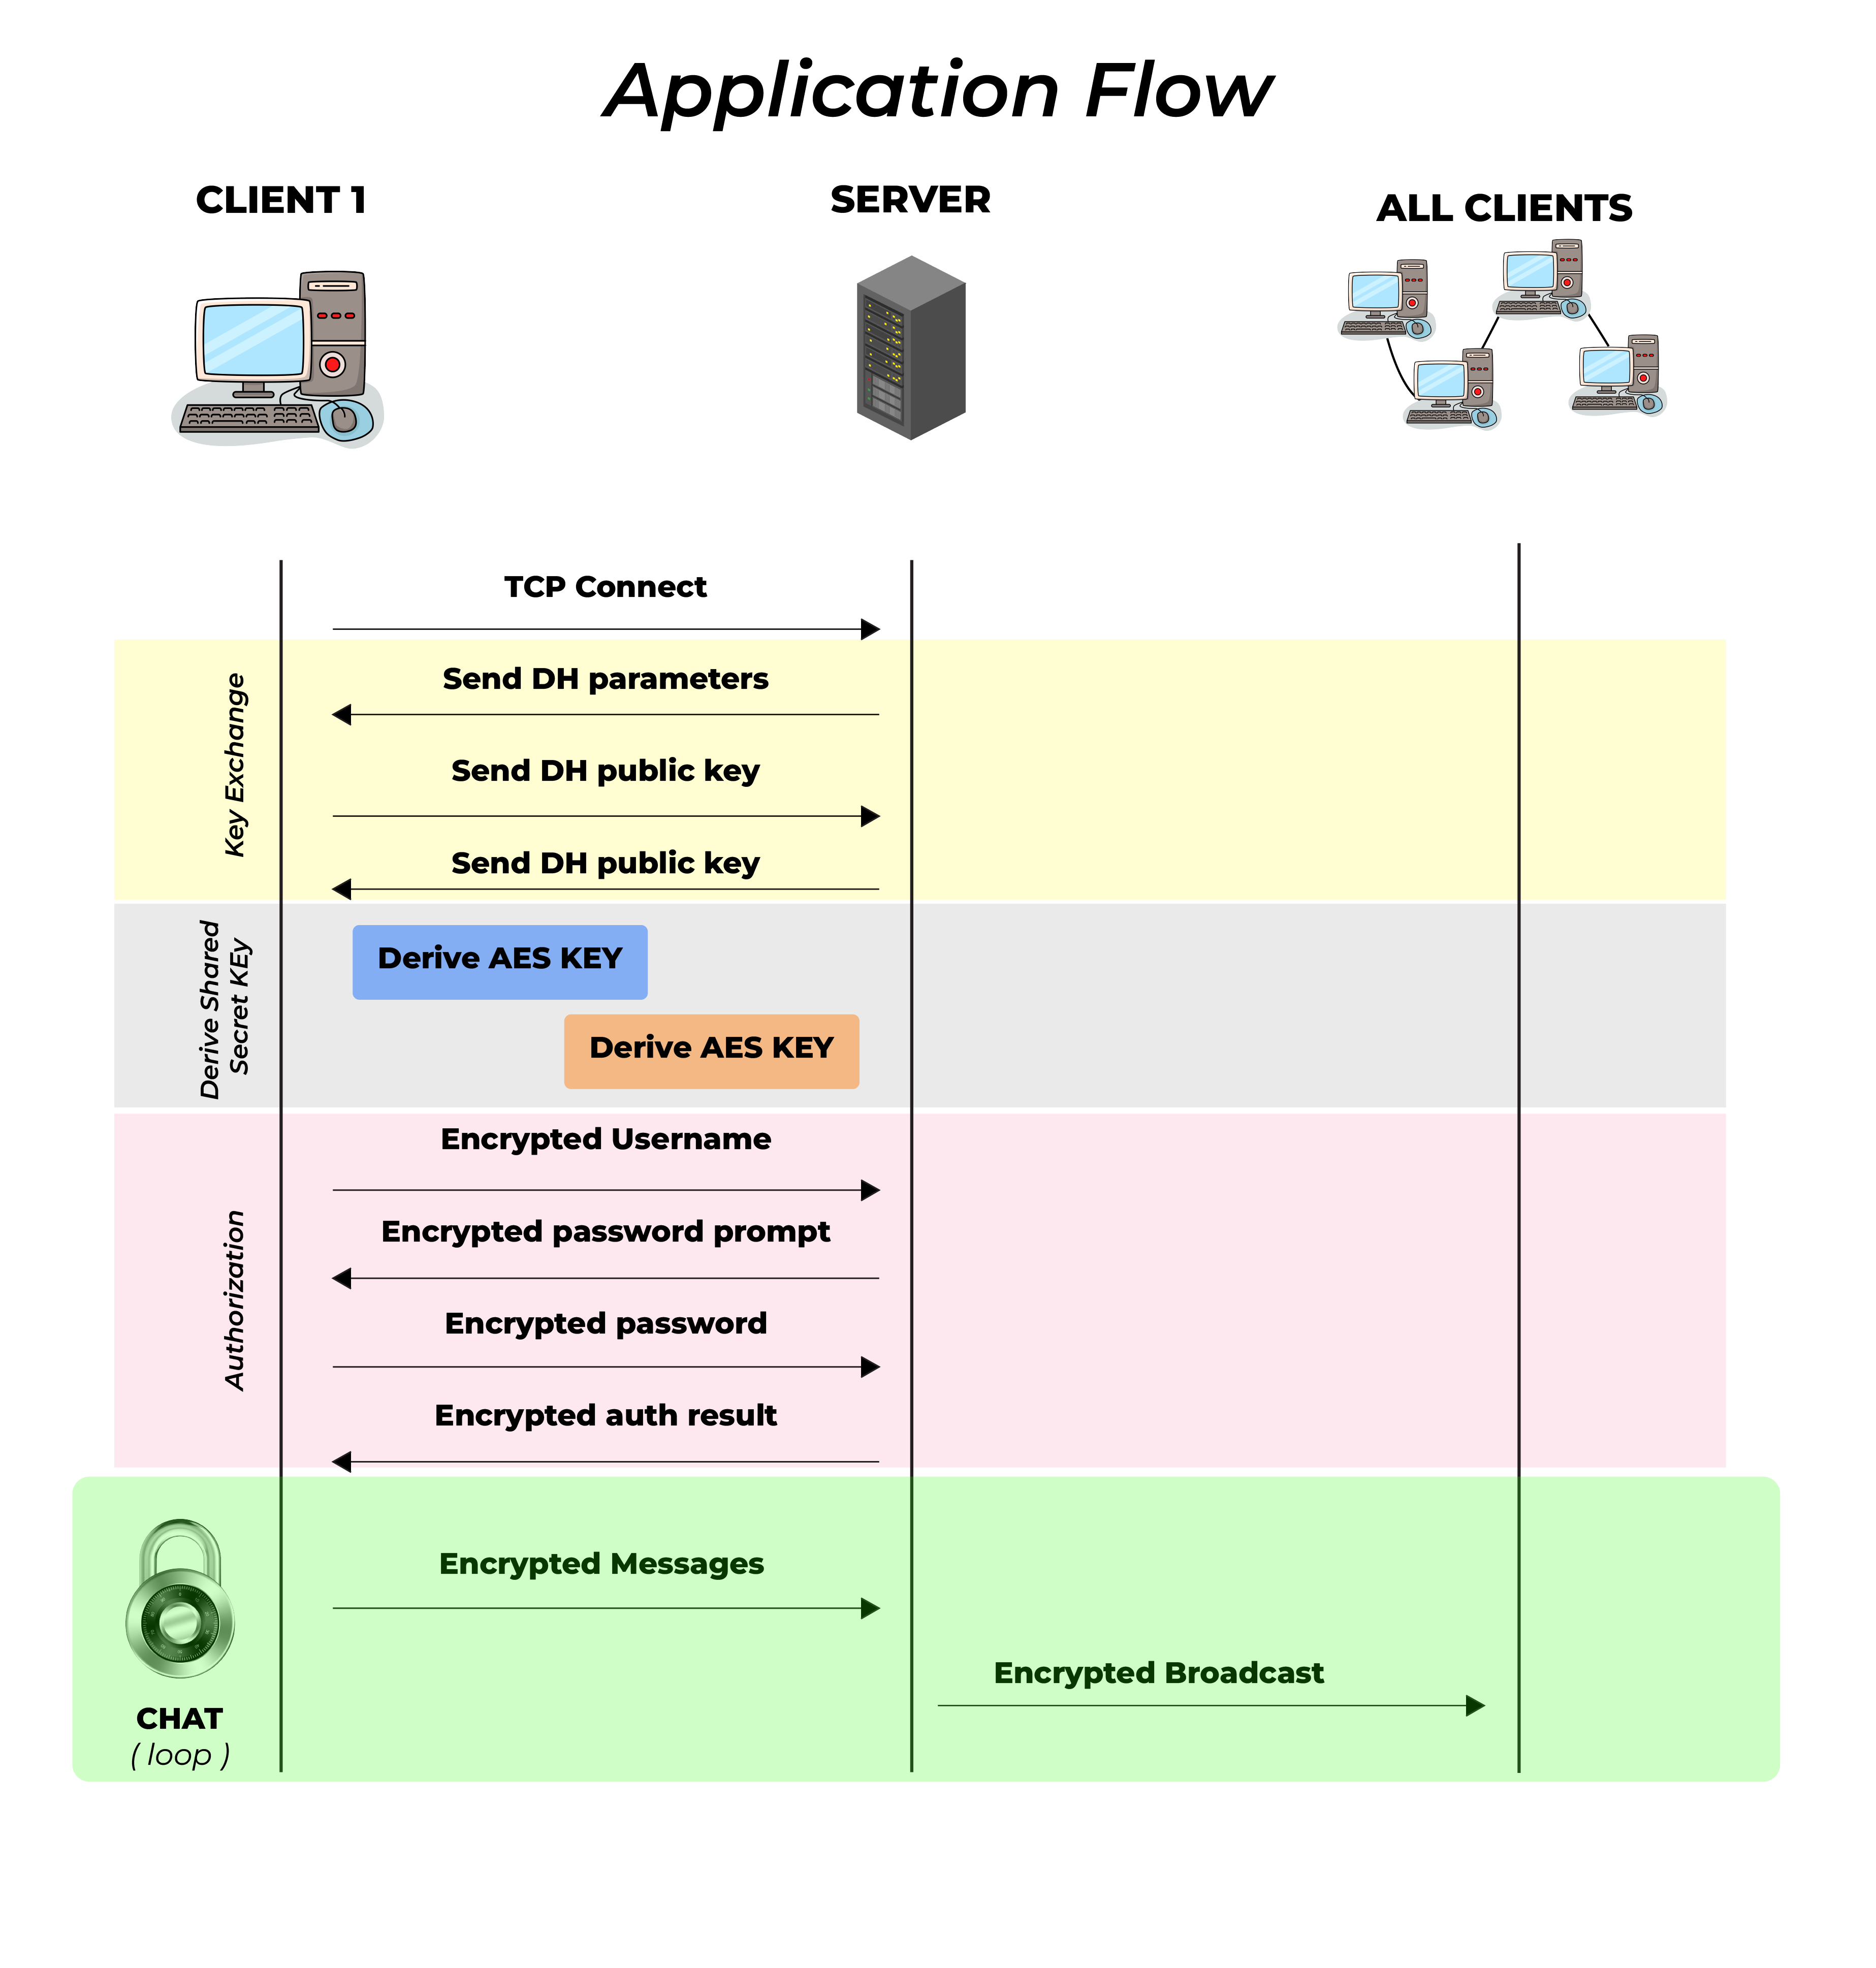 Application Flow
CLIENT 1
SERVER
ALL CLIENTS
TCP Connect
Key Exchange
Send DH parameters
Send DH public key
Send DH public key
Derive Shared
Secret KEy
Derive AES KEY
Derive AES KEY
Authorization
Encrypted Username
Encrypted password prompt
Encrypted password
Encrypted auth result
Encrypted Messages
Encrypted Broadcast
CHAT
( loop )